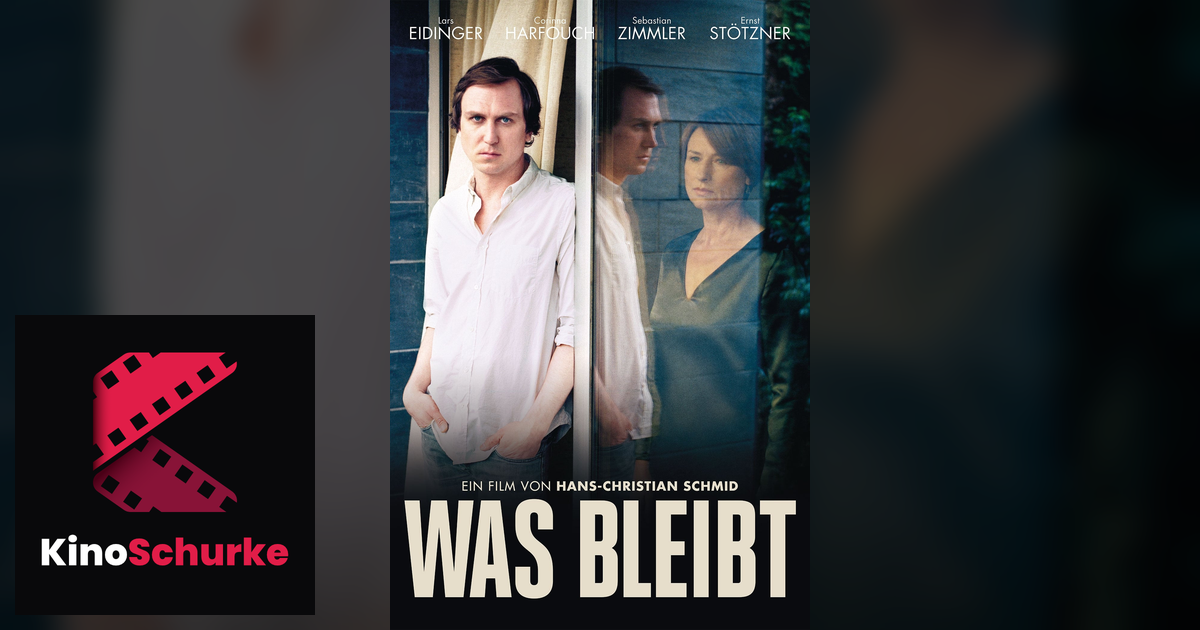 Lars Corinna Sebastian Ernst
EIDINGER HARFOUCH ZIMMLER STÖTZNER
EIN FILM VON HANS-CHRISTIAN SCHMID
WAS BLEIBT
KinoSchurke